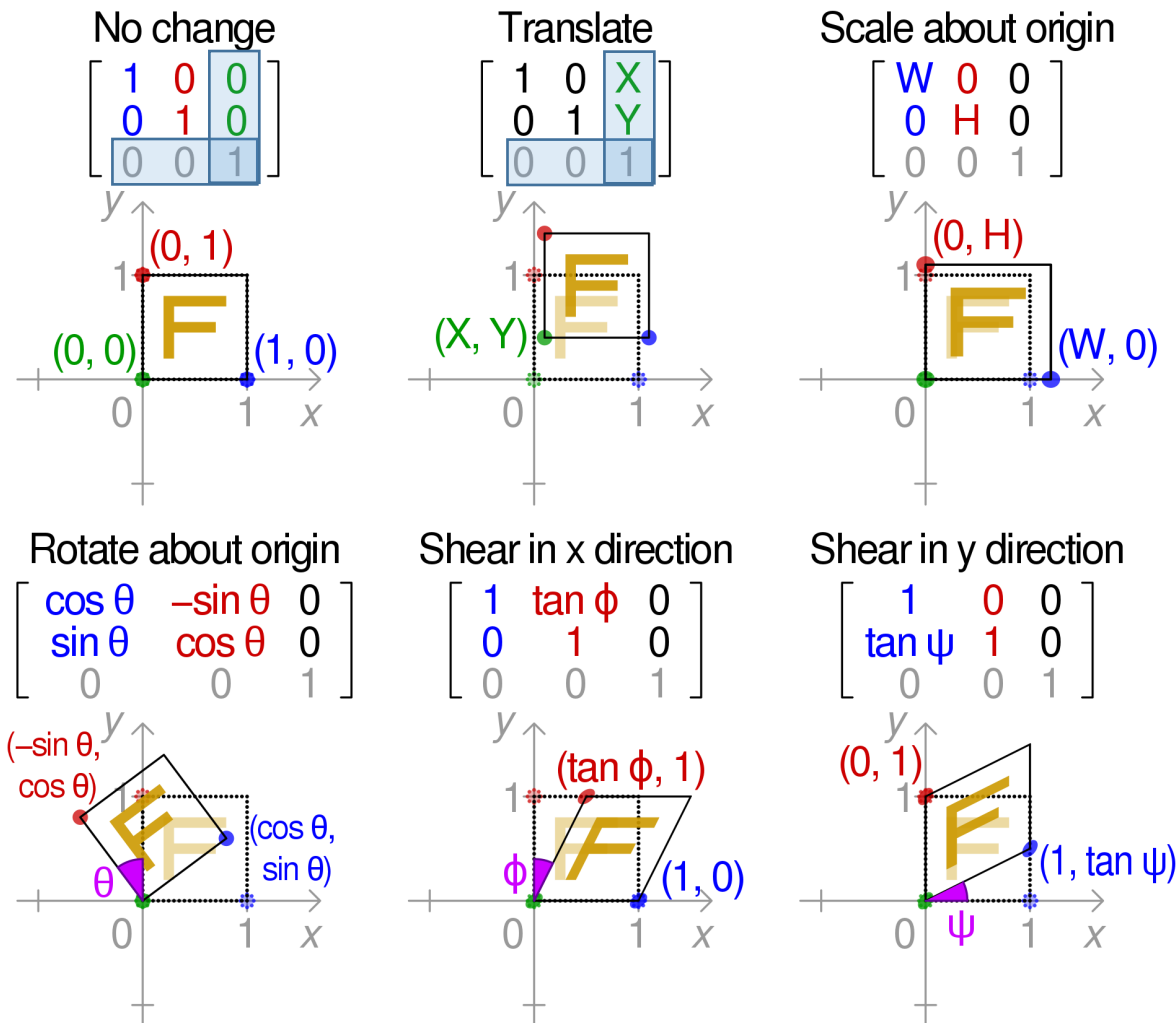 No change
1 0 0
0 1 0
0 0 1
y
(0, 1)
1
F
(0, 0)
(1, 0)
0
1
x
Translate
1 0 X
0 1 Y
0 0 1
y
1
F
F
(X, Y)
0
1
x
Scale about origin
W 0 0
0 H 0
0 0 1
y
(0, H)
1
F
F
(W, 0)
0
1
x
Rotate about origin
cos θ –sin θ 0
sin θ cos θ 0
0 0 1
y
(–sin θ,
cos θ)
1
F
F
(cos θ,
sin θ)
θ
0
1
x
Shear in x direction
1 tan ϕ 0
0 1 0
0 0 1
y
(tan ϕ, 1)
1
F
F
ϕ
(1, 0)
0
1
x
Shear in y direction
1 0 0
tan ψ 1 0
0 0 1
y
(0, 1)
1
F
F
(1, tan ψ)
ψ
0
1
x